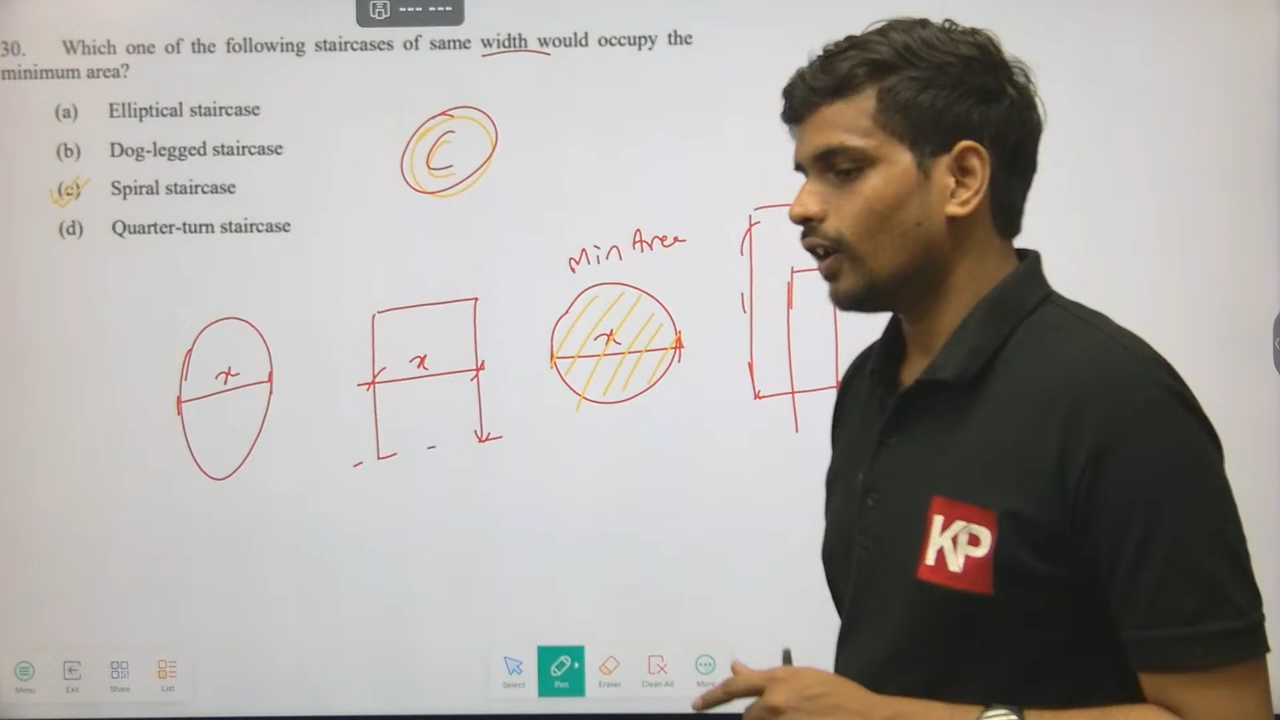 30. Which one of the following staircases of same width would occupy the
minimum area?
(a) Elliptical staircase
(b) Dog-legged staircase
(c) Spiral staircase
(d) Quarter-turn staircase
C
Min Area
x
x
x
KP
Menu
Exit
Share
List
Select
Pen
Eraser
Clean All
More